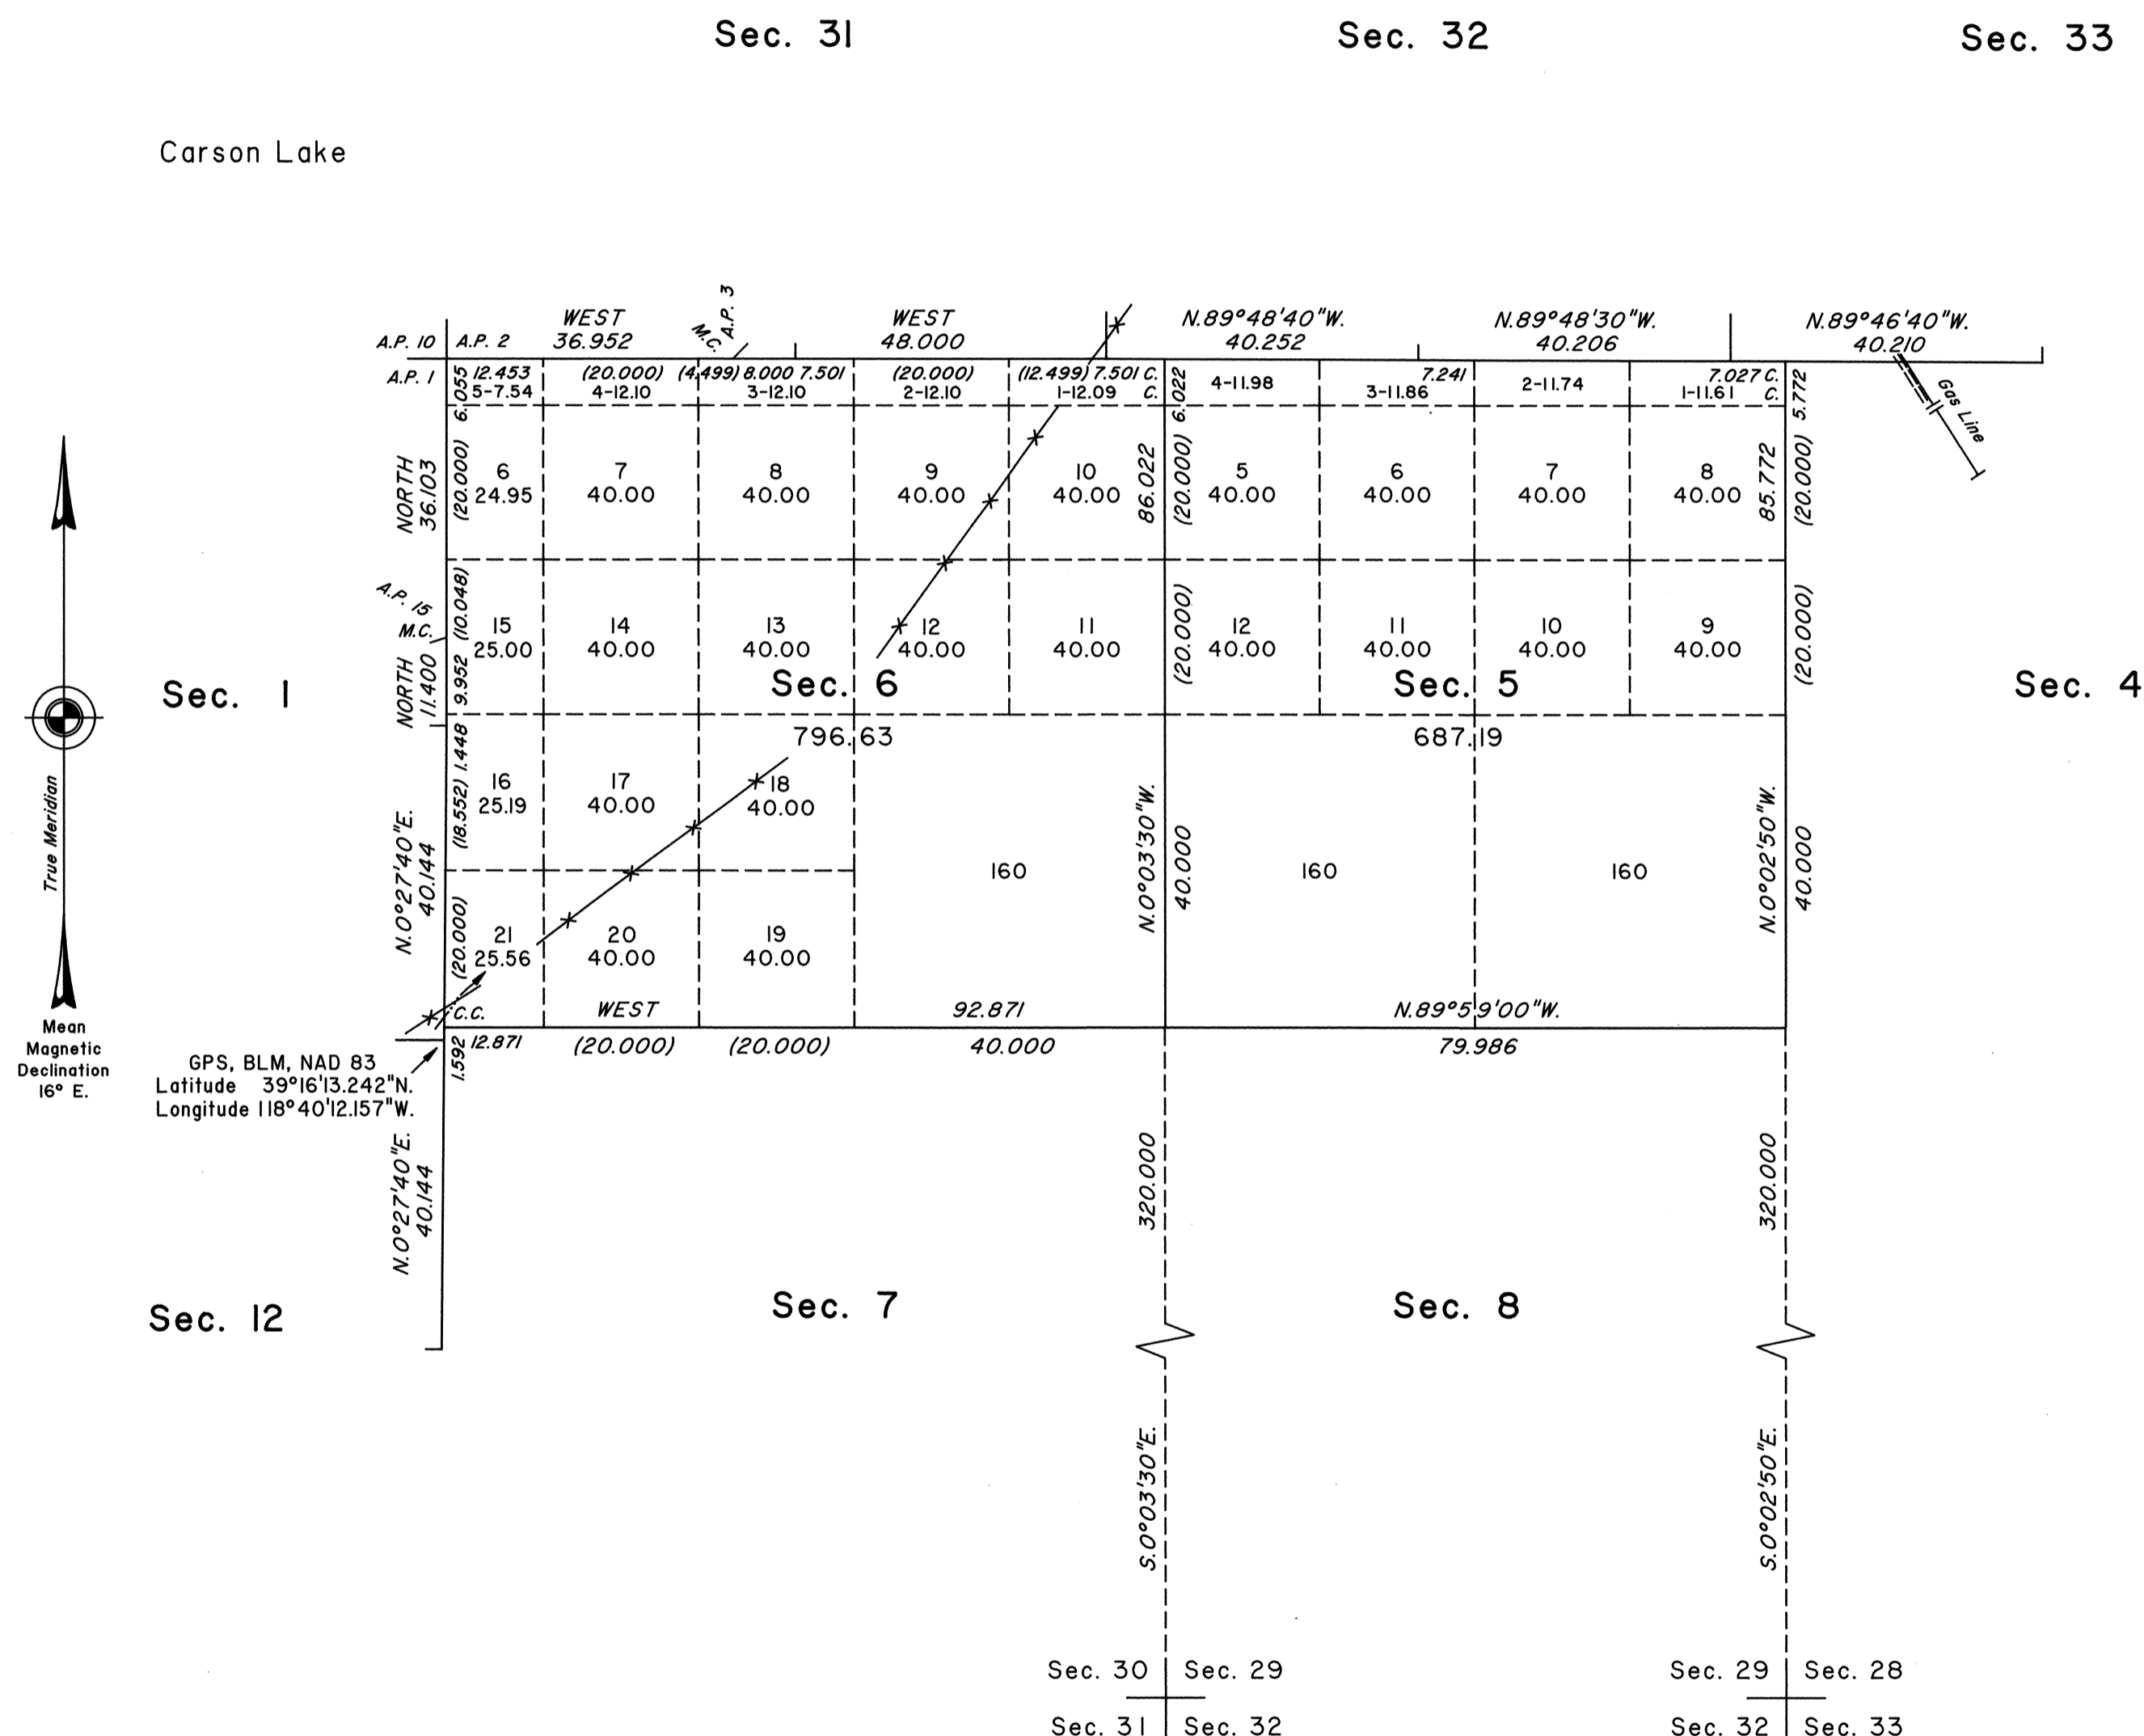 Sec. 31
Sec. 32
Sec. 33
Carson Lake
A.P. 10
A.P. 2
WEST
36.952
M.C.
A.P. 3
WEST
48.000
N.89°48'40"W.
40.252
N.89°48'30"W.
40.206
N.89°46'40"W.
40.210
Gas Line
A.P. 1
6.055
12.453
(20.000)
(4.499) 8.000 7.501
(20.000)
(12.499) 7.501 C.
5-7.54
4-12.10
3-12.10
2-12.10
1-12.09 C.
6.022
4-11.98
7.241
3-11.86
2-11.74
7.027 C.
1-11.61 C.
5.772
NORTH
36.103
(20.000)
6
24.95
7
40.00
8
40.00
9
40.00
10
40.00
86.022
(20.000)
5
40.00
6
40.00
7
40.00
8
40.00
85.772
(20.000)
A.P. 15
M.C.
NORTH
11.400
(10.048)
9.952
15
25.00
14
40.00
13
40.00
12
40.00
11
40.00
(20.000)
12
40.00
11
40.00
10
40.00
9
40.00
(20.000)
Sec. 1
Sec. 6
796.63
Sec. 5
687.19
Sec. 4
True Meridian
N.0°27'40"E.
40.144
(18.552) 1.448
16
25.19
17
40.00
18
40.00
(20.000)
21
25.56
20
40.00
19
40.00
160
N.0°03'30"W.
40.000
160
160
N.0°02'50"W.
40.000
C.C.
WEST
92.871
N.89°59'00"W.
1.592
12.871
(20.000)
(20.000)
40.000
79.986
Mean
Magnetic
Declination
16° E.
GPS, BLM, NAD 83
Latitude 39°16'13.242"N.
Longitude 118°40'12.157"W.
N.0°27'40"E.
40.144
320.000
320.000
Sec. 12
Sec. 7
Sec. 8
S.0°03'30"E.
S.0°02'50"E.
Sec. 30
Sec. 29
Sec. 29
Sec. 28
Sec. 31
Sec. 32
Sec. 32
Sec. 33